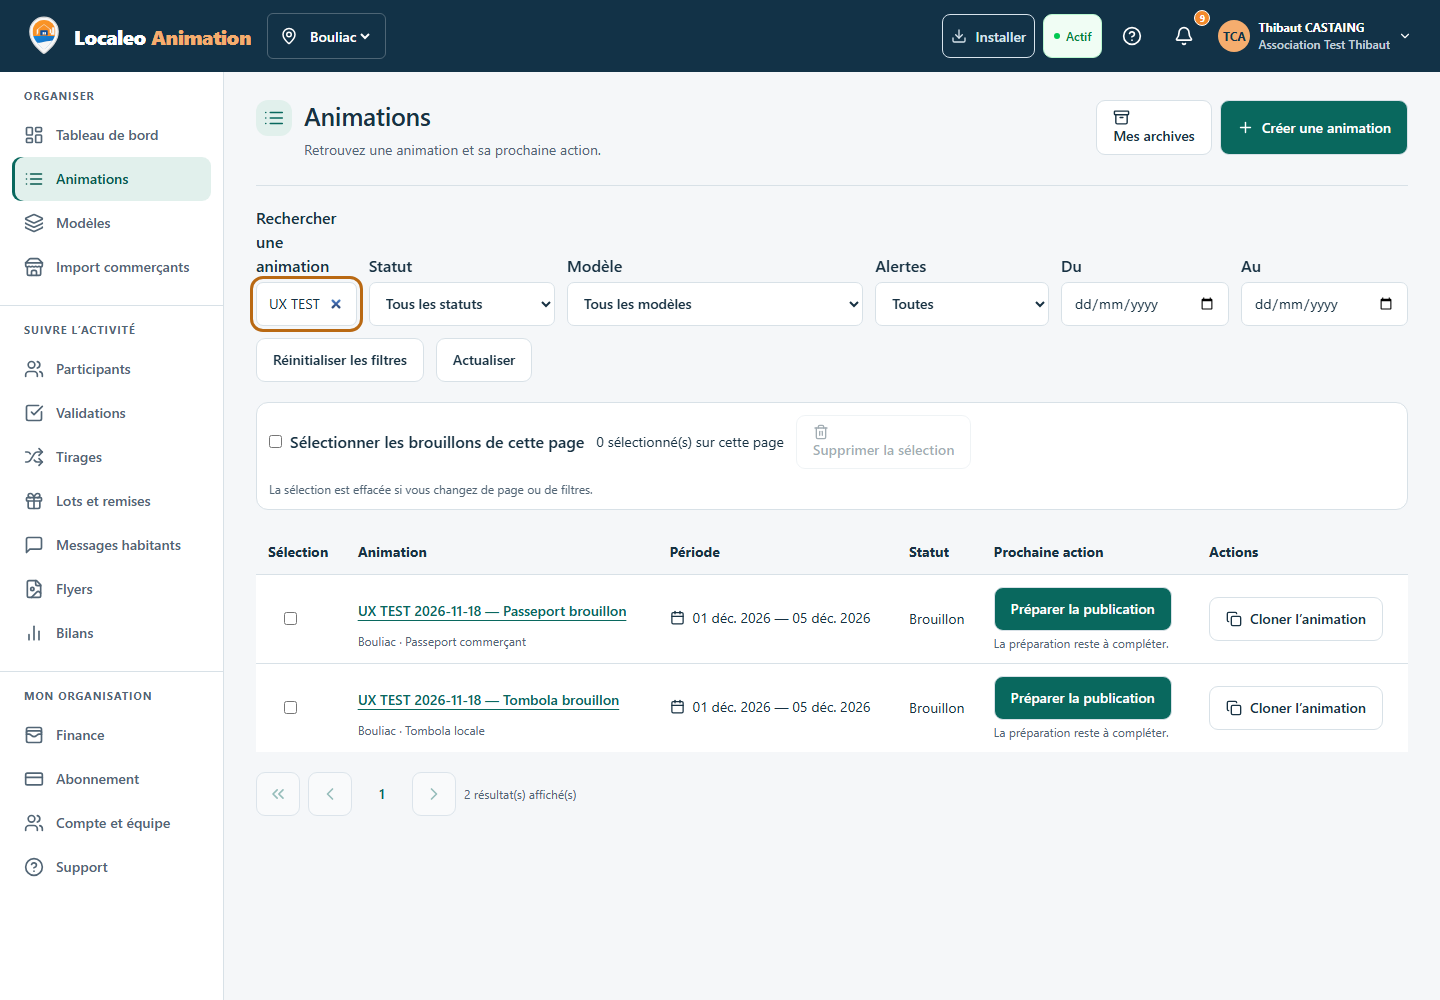 Localeo Animation
Bouliac
Installer
Actif
9
TCA
Thibaut CASTAING
Association Test Thibaut
ORGANISER
Tableau de bord
Animations
Modèles
Import commerçants
SUIVRE L'ACTIVITÉ
Participants
Validations
Tirages
Lots et remises
Messages habitants
Flyers
Bilans
MON ORGANISATION
Finance
Abonnement
Compte et équipe
Support
Animations
Retrouvez une animation et sa prochaine action.
Mes archives
Créer une animation
Rechercher
une
animation
Statut
Modèle
Alertes
Du
Au
UX TEST
Tous les statuts
Tous les modèles
Toutes
dd/mm/yyyy
dd/mm/yyyy
Réinitialiser les filtres
Actualiser
Sélectionner les brouillons de cette page
0 sélectionné(s) sur cette page
Supprimer la sélection
La sélection est effacée si vous changez de page ou de filtres.
Sélection
Animation
Période
Statut
Prochaine action
Actions
UX TEST 2026-11-18 — Passeport brouillon
Bouliac · Passeport commerçant
01 déc. 2026 — 05 déc. 2026
Brouillon
Préparer la publication
La préparation reste à compléter.
Cloner l'animation
UX TEST 2026-11-18 — Tombola brouillon
Bouliac · Tombola locale
01 déc. 2026 — 05 déc. 2026
Brouillon
Préparer la publication
La préparation reste à compléter.
Cloner l'animation
1
2 résultat(s) affiché(s)